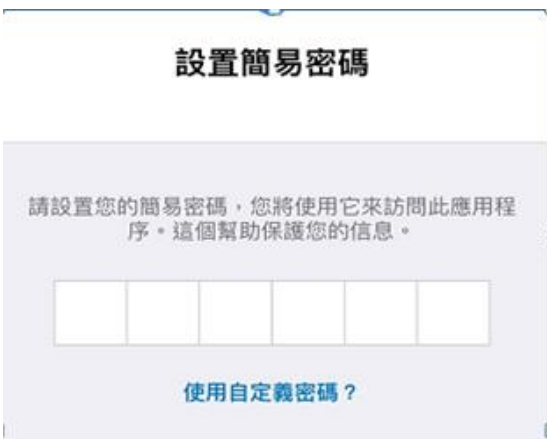 設置簡易密碼
請設置您的簡易密碼，您將使用它來訪問此應用程
序。這個幫助保護您的信息。
使用自定義密碼？